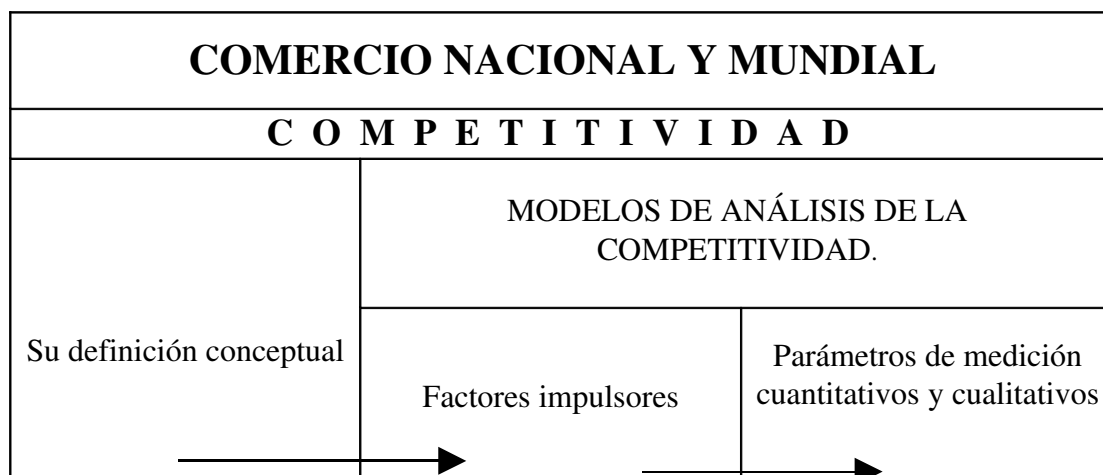 COMERCIO NACIONAL Y MUNDIAL
C O M P E T I T I V I D A D
MODELOS DE ANÁLISIS DE LA
COMPETITIVIDAD.
Su definición conceptual
Factores impulsores
Parámetros de medición
cuantitativos y cualitativos